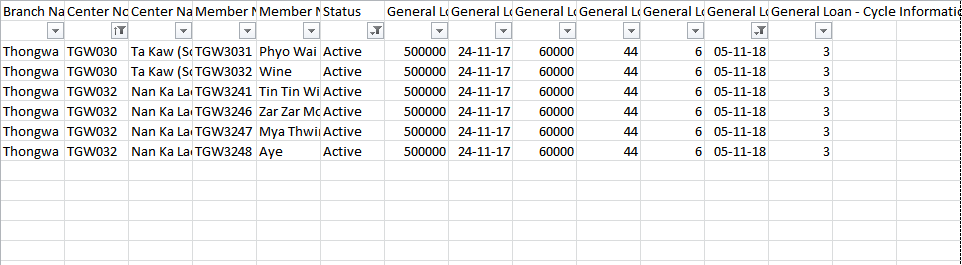 Branch Na Center No Center Na Member N Member N Status General Lo General Lo General Lo General Lo General Lo General Lo General Loan - Cycle Informatio
Thongwa TGW030 Ta Kaw (So TGW3031 Phyo Wai Active 500000 24-11-17 60000 44 6 05-11-18 3
Thongwa TGW030 Ta Kaw (So TGW3032 Wine Active 500000 24-11-17 60000 44 6 05-11-18 3
Thongwa TGW032 Nan Ka Lac TGW3241 Tin Tin Wi Active 500000 24-11-17 60000 44 6 05-11-18 3
Thongwa TGW032 Nan Ka Lac TGW3246 Zar Zar Mo Active 500000 24-11-17 60000 44 6 05-11-18 3
Thongwa TGW032 Nan Ka Lac TGW3247 Mya Thwin Active 500000 24-11-17 60000 44 6 05-11-18 3
Thongwa TGW032 Nan Ka Lac TGW3248 Aye Active 500000 24-11-17 60000 44 6 05-11-18 3